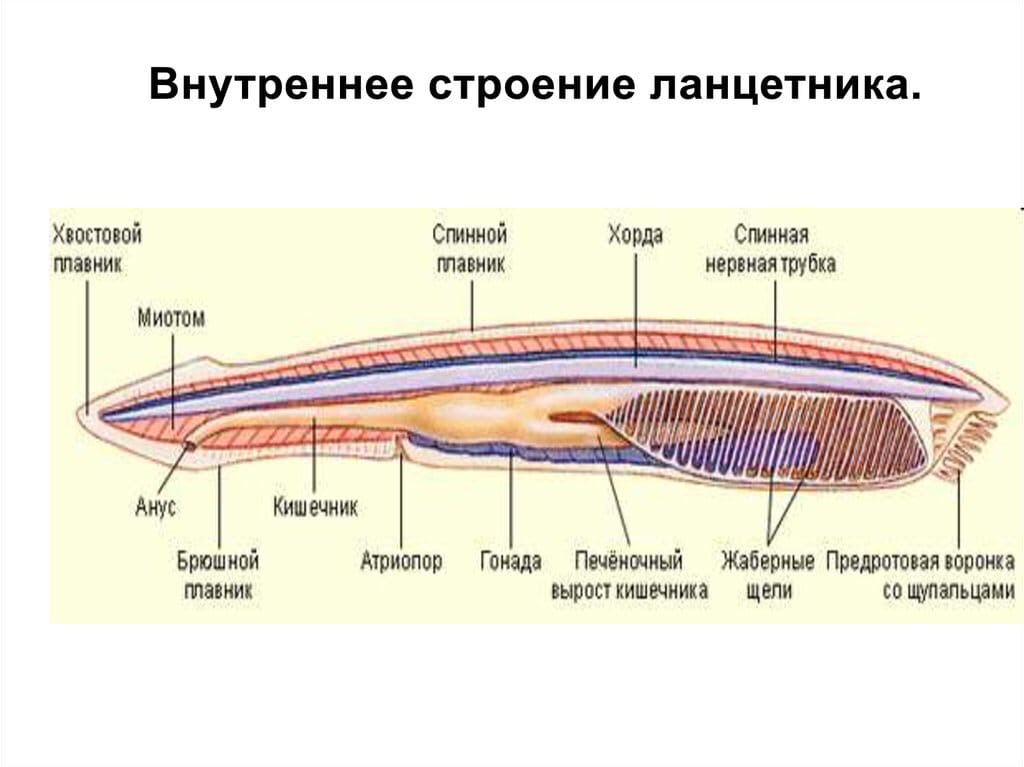 Внутреннее строение ланцетника.
Хвостовой
плавник
Спинной
плавник
Хорда
Спинная
нервная трубка
Миотом
Анус
Кишечник
Брюшной
плавник
Атриопор
Гонада
Печёночный
вырост кишечника
Жаберные
щели
Предротовая воронка
со щупальцами